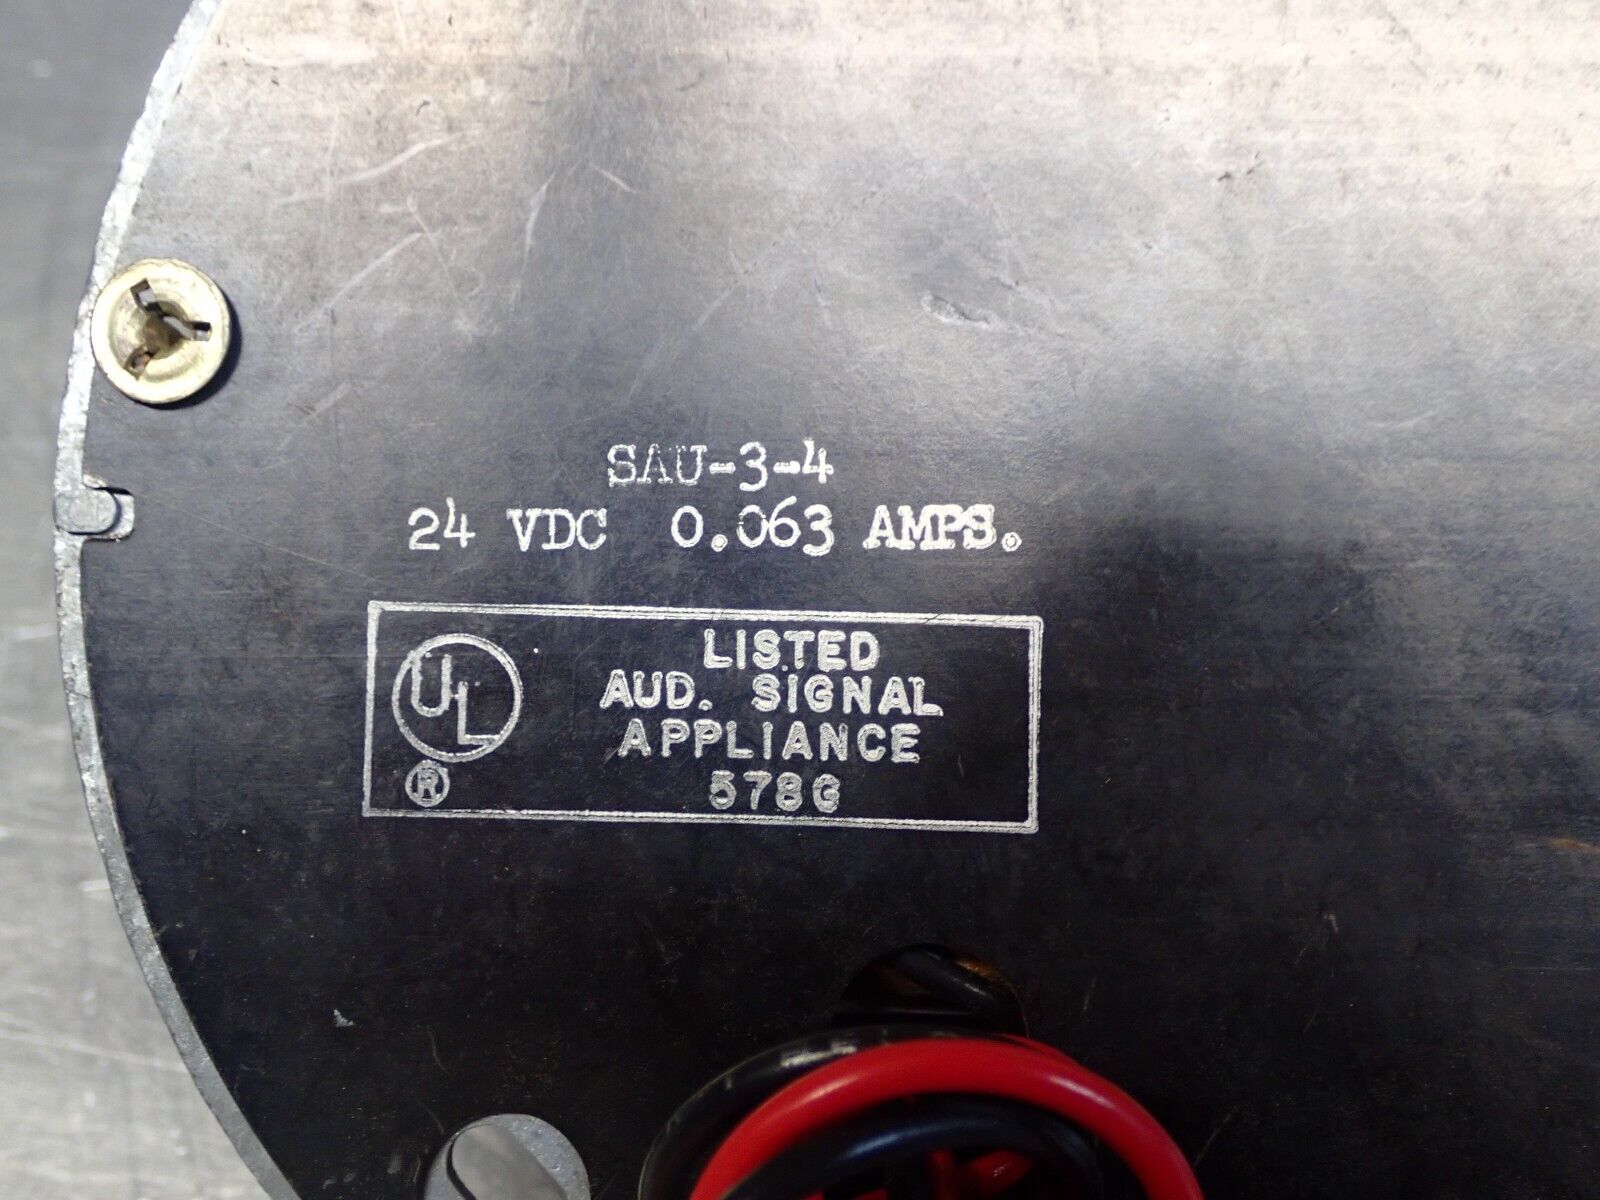 SAU-3-4
24 VDC 0.063 AMPS.
UL
®
LISTED
AUD. SIGNAL
APPLIANCE
578G